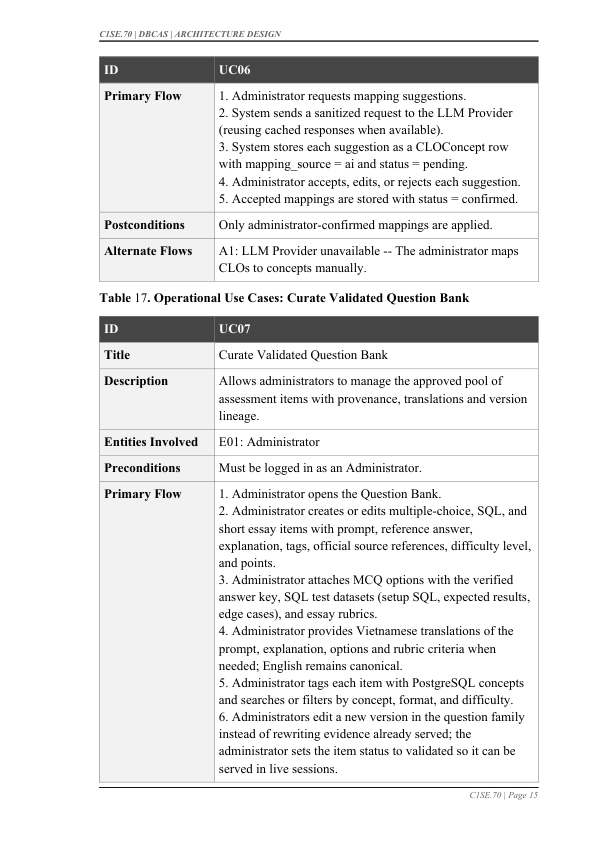 C1SE.70 | DBCAS | ARCHITECTURE DESIGN
ID UC06
Primary Flow 1. Administrator requests mapping suggestions.
2. System sends a sanitized request to the LLM Provider
(reusing cached responses when available).
3. System stores each suggestion as a CLOConcept row
with mapping_source = ai and status = pending.
4. Administrator accepts, edits, or rejects each suggestion.
5. Accepted mappings are stored with status = confirmed.
Postconditions Only administrator-confirmed mappings are applied.
Alternate Flows A1: LLM Provider unavailable -- The administrator maps
CLOs to concepts manually.
Table 17. Operational Use Cases: Curate Validated Question Bank
ID UC07
Title Curate Validated Question Bank
Description Allows administrators to manage the approved pool of
assessment items with provenance, translations and version
lineage.
Entities Involved E01: Administrator
Preconditions Must be logged in as an Administrator.
Primary Flow 1. Administrator opens the Question Bank.
2. Administrator creates or edits multiple-choice, SQL, and
short essay items with prompt, reference answer,
explanation, tags, official source references, difficulty level,
and points.
3. Administrator attaches MCQ options with the verified
answer key, SQL test datasets (setup SQL, expected results,
edge cases), and essay rubrics.
4. Administrator provides Vietnamese translations of the
prompt, explanation, options and rubric criteria when
needed; English remains canonical.
5. Administrator tags each item with PostgreSQL concepts
and searches or filters by concept, format, and difficulty.
6. Administrators edit a new version in the question family
instead of rewriting evidence already served; the
administrator sets the item status to validated so it can be
served in live sessions.
C1SE.70 | Page 15